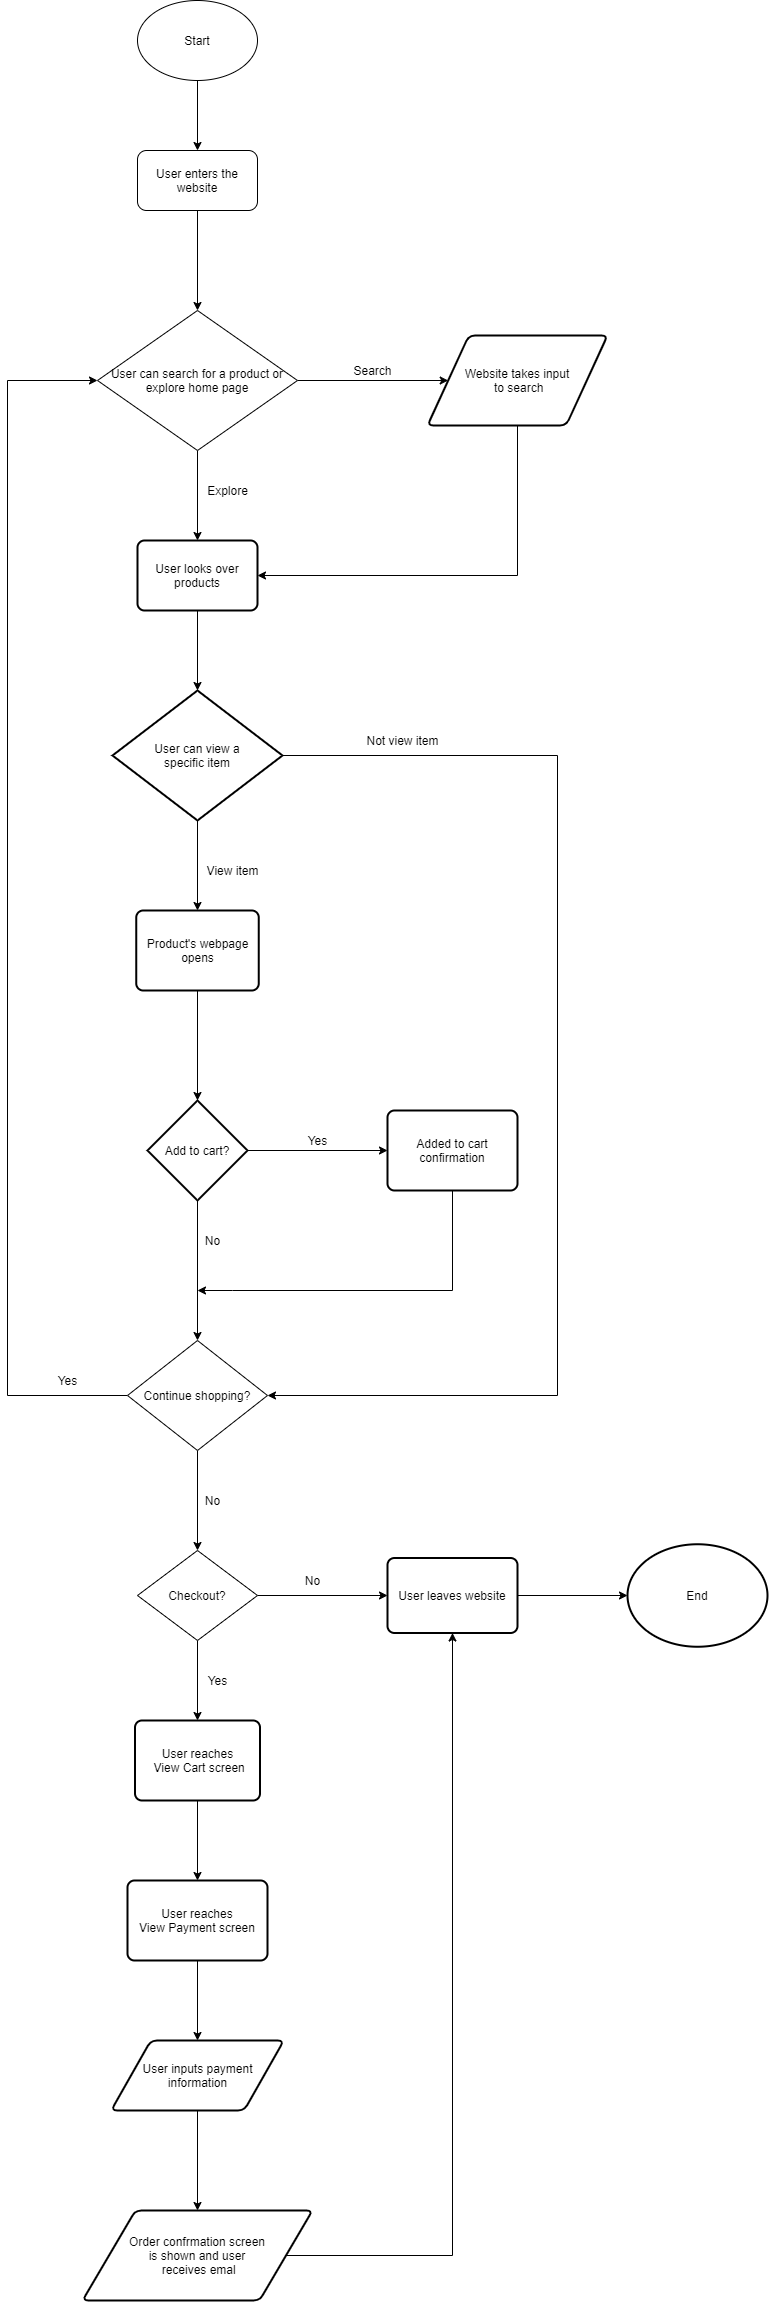 Start
User enters the
website
User can search for a product or
explore home page
Search
Website takes input
to search
Explore
User looks over
products
User can view a
specific item
Not view item
View item
Product's webpage
opens
Add to cart?
Yes
Added to cart
confirmation
No
Continue shopping?
Yes
No
Checkout?
No
User leaves website
End
Yes
User reaches
View Cart screen
User reaches
View Payment screen
User inputs payment
information
Order confrmation screen
is shown and user
receives emal